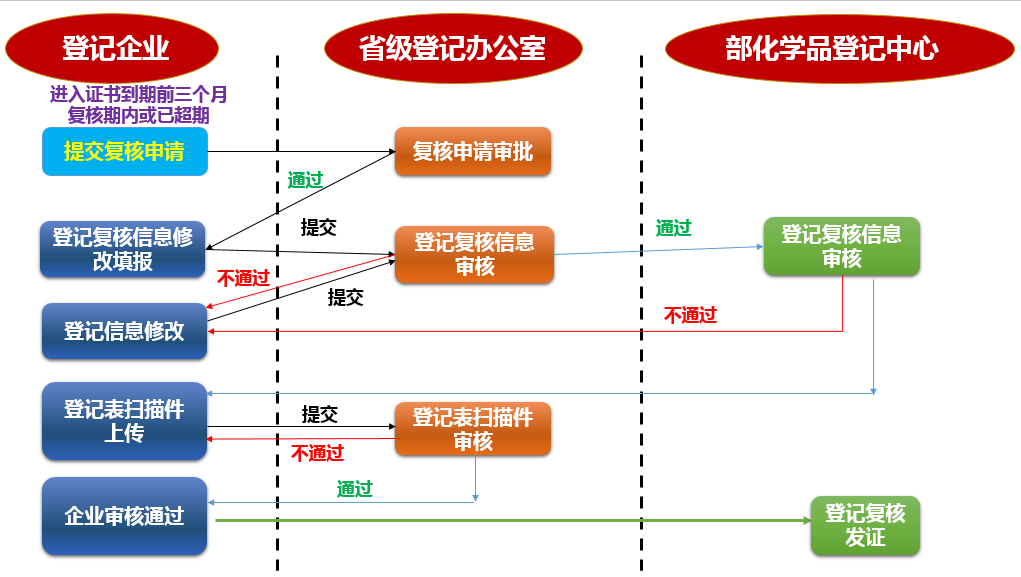 登记企业
省级登记办公室
部化学品登记中心
进入证书到期前三个月
复核期内或已超期
提交复核申请
复核申请审批
通过
登记复核信息修
改填报
提交
登记复核信息
审核
通过
登记复核信息
审核
不通过
提交
登记信息修改
不通过
登记表扫描件
上传
提交
不通过
登记表扫描件
审核
通过
企业审核通过
登记复核
发证